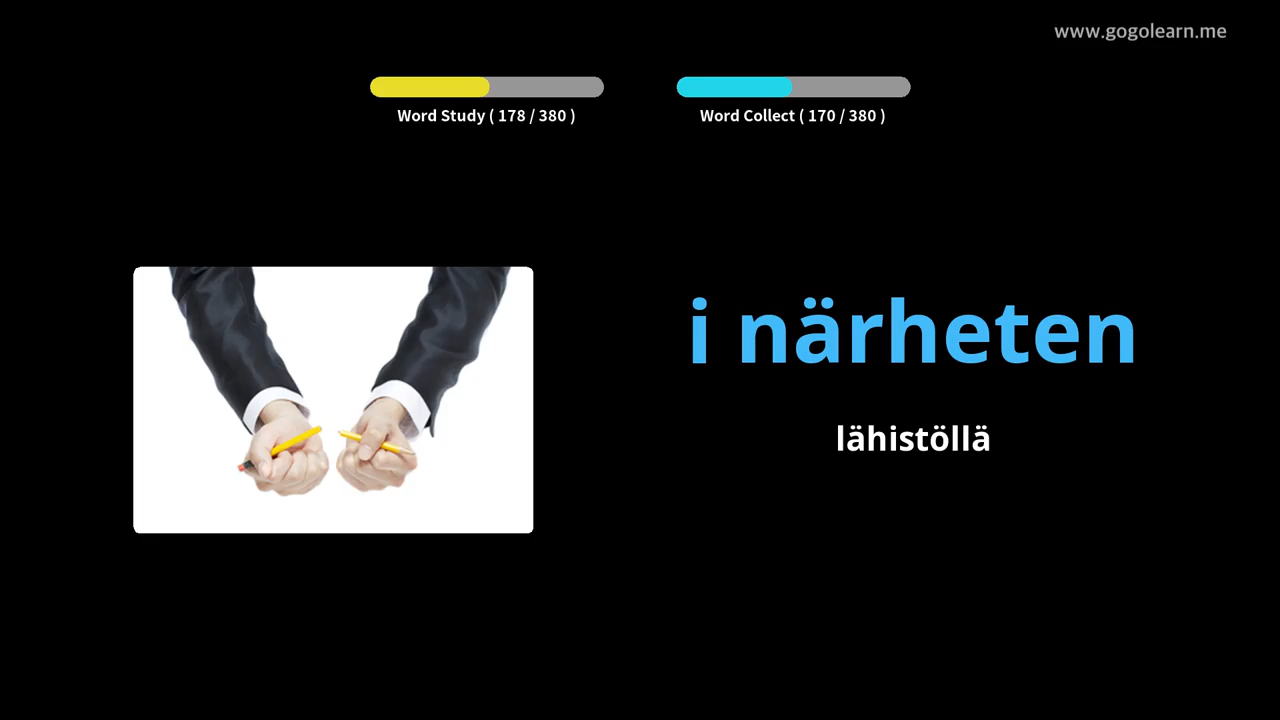 www.gogolearn.me
Word Study ( 178 / 380 )
Word Collect ( 170 / 380 )
i närheten
lähistöllä